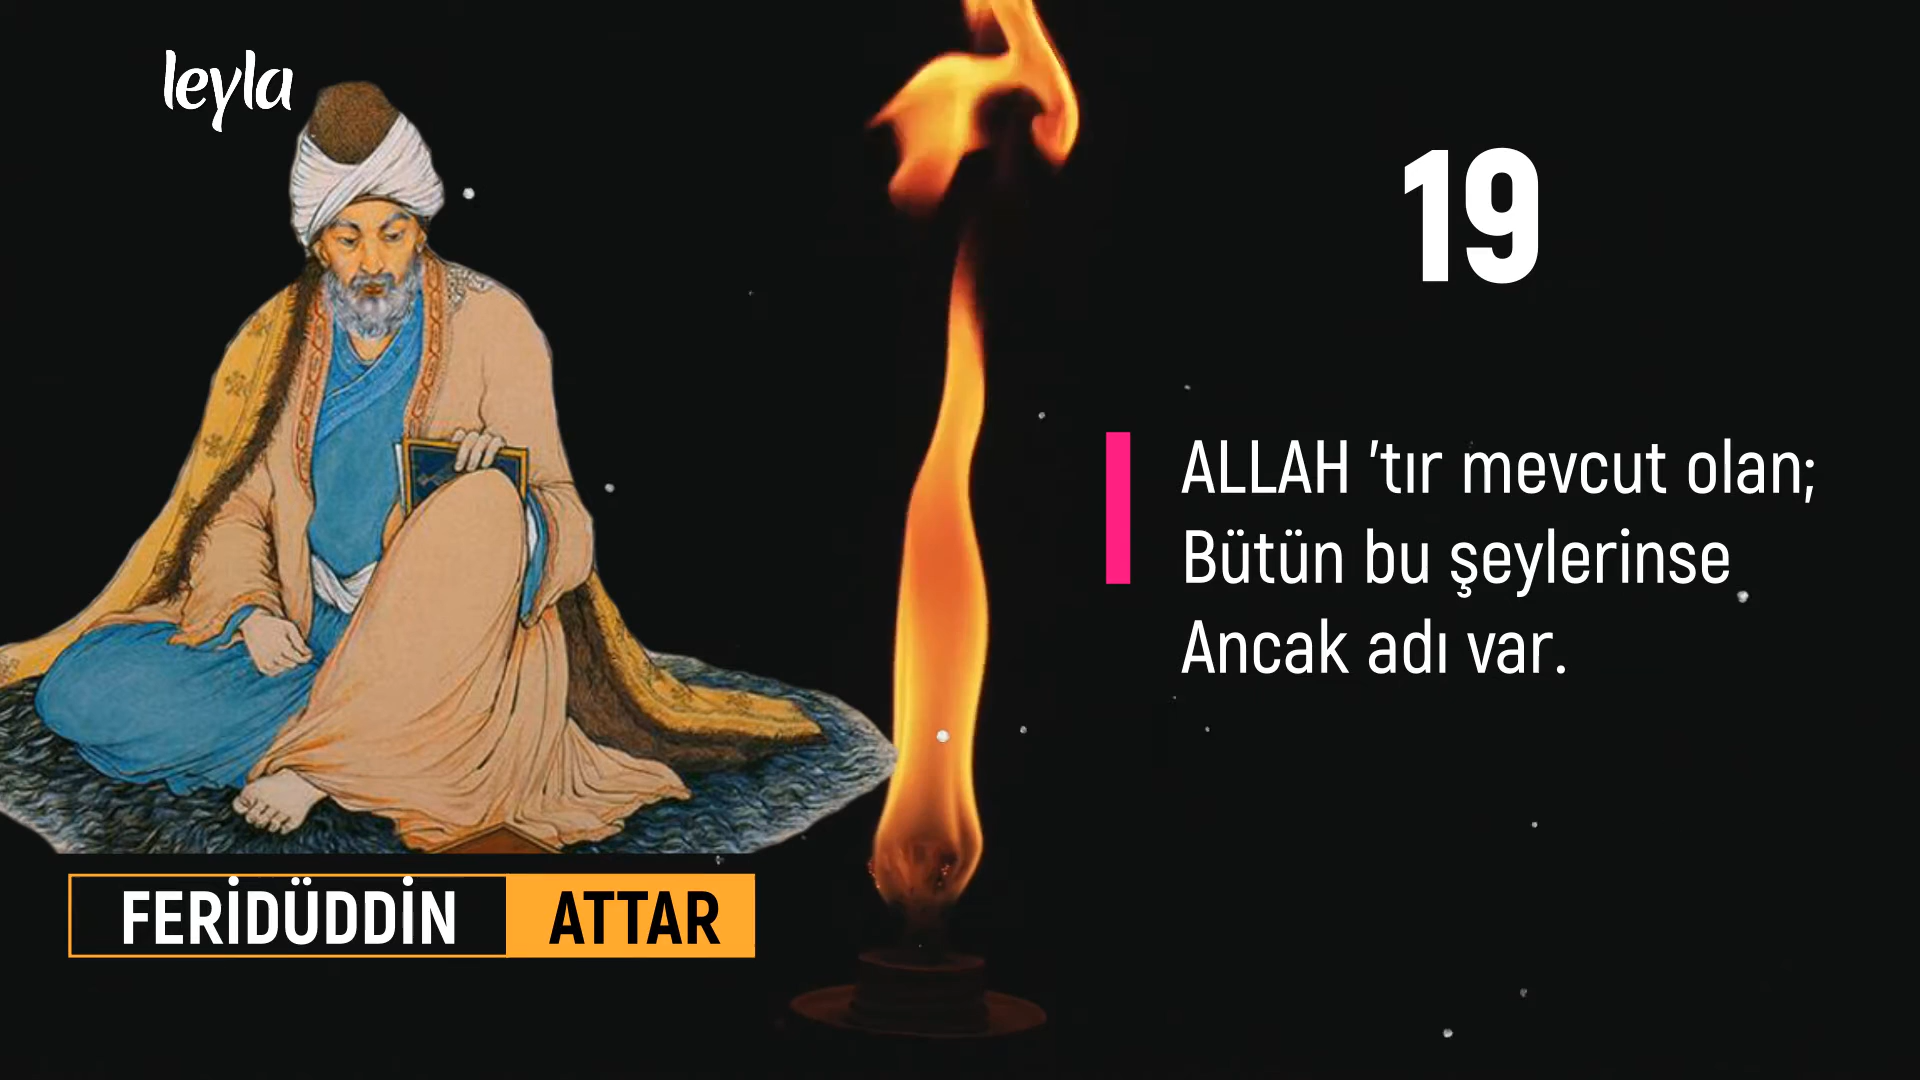 leyla
19
ALLAH 'tır mevcut olan;
Bütün bu şeylerinse
Ancak adı var.
FERİDÜDDİN ATTAR